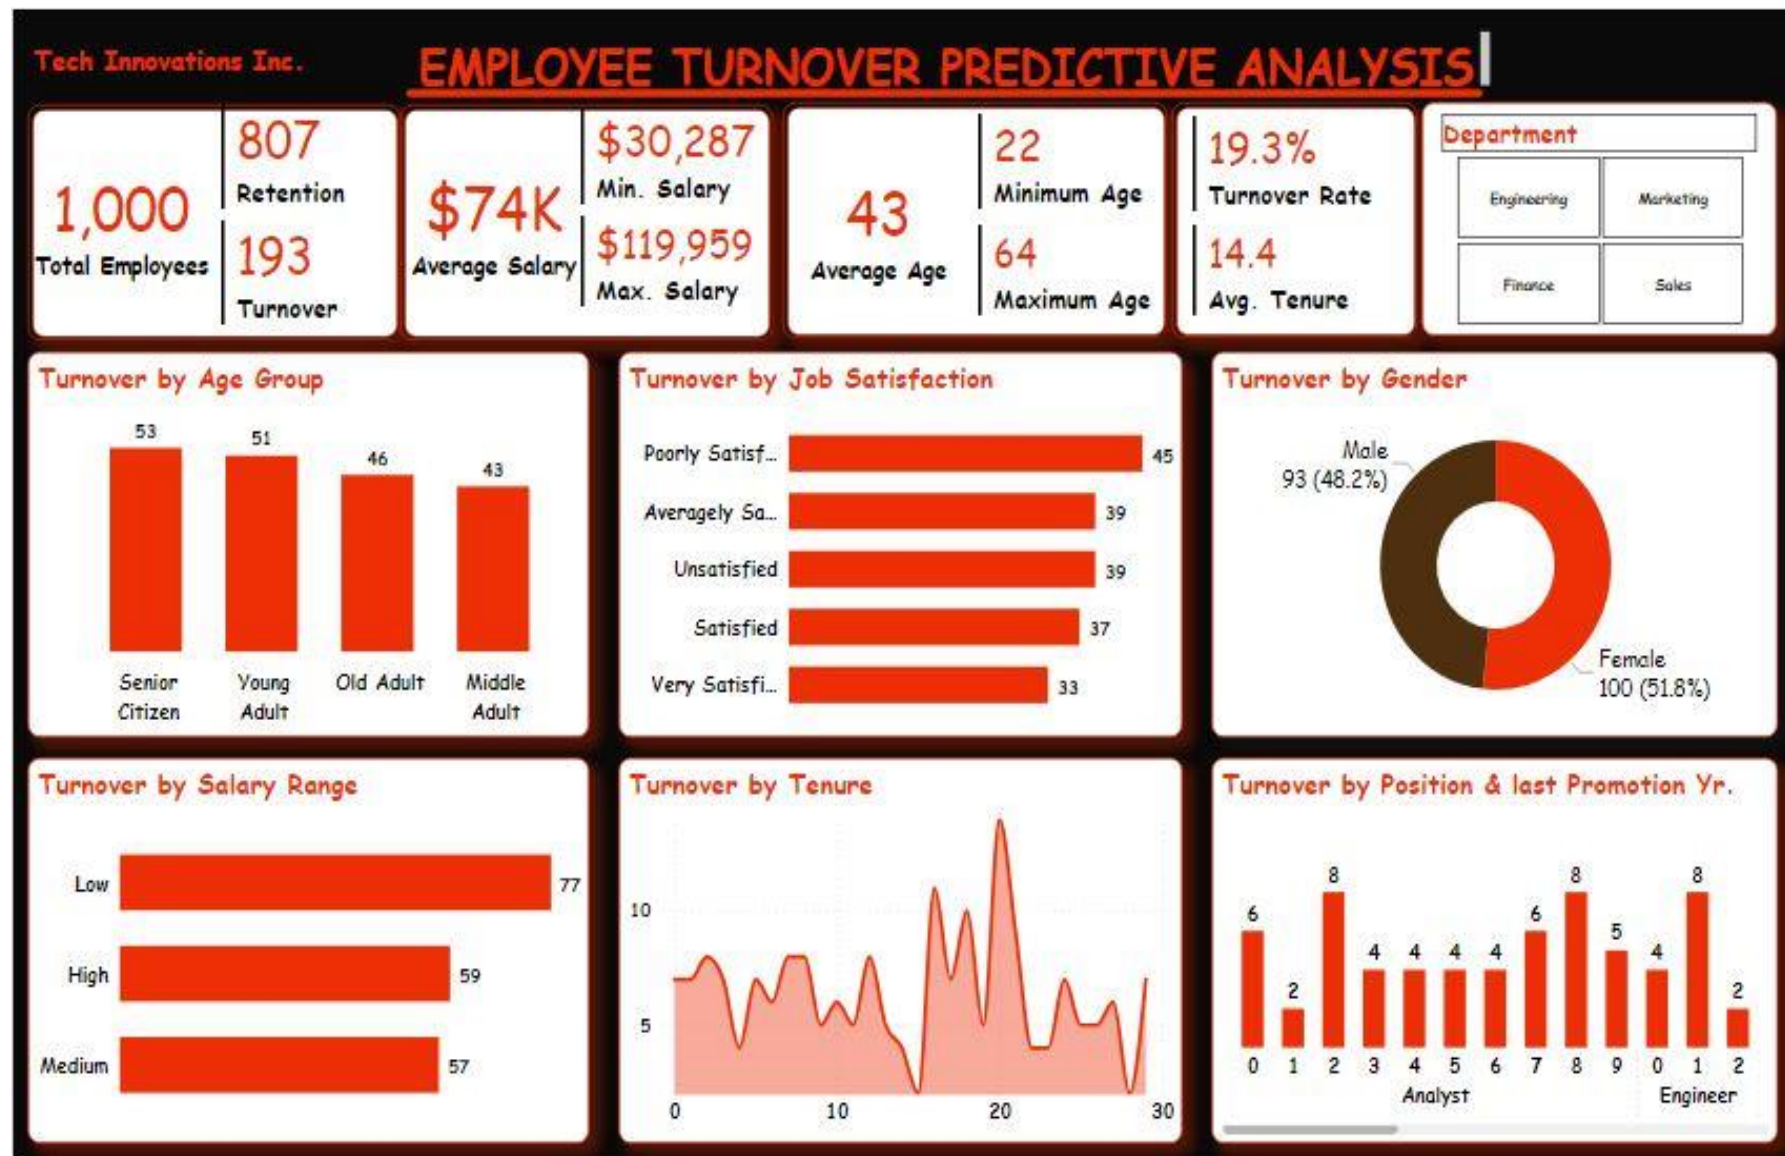 Tech Innovations Inc.
EMPLOYEE TURNOVER PREDICTIVE ANALYSIS
1,000
Total Employees
807
Retention
193
Turnover
$74K
Average Salary
$30,287
Min. Salary
$119,959
Max. Salary
43
Average Age
22
Minimum Age
64
Maximum Age
19.3%
Turnover Rate
14.4
Avg. Tenure
Department
Engineering
Marketing
Finance
Sales
Turnover by Age Group
53
51
46
43
Senior
Citizen
Young
Adult
Old Adult
Middle
Adult
Turnover by Job Satisfaction
Poorly Satisf... 45
Averagely Sa... 39
Unsatisfied 39
Satisfied 37
Very Satisfi... 33
Turnover by Gender
Male
93 (48.2%)
Female
100 (51.8%)
Turnover by Salary Range
Low 77
High 59
Medium 57
Turnover by Tenure
10
5
0 10 20 30
Turnover by Position & last Promotion Yr.
6 2 8 4 4 4 4 6 8 5 4 8 2
0 1 2 3 4 5 6 7 8 9 0 1 2
Analyst Engineer